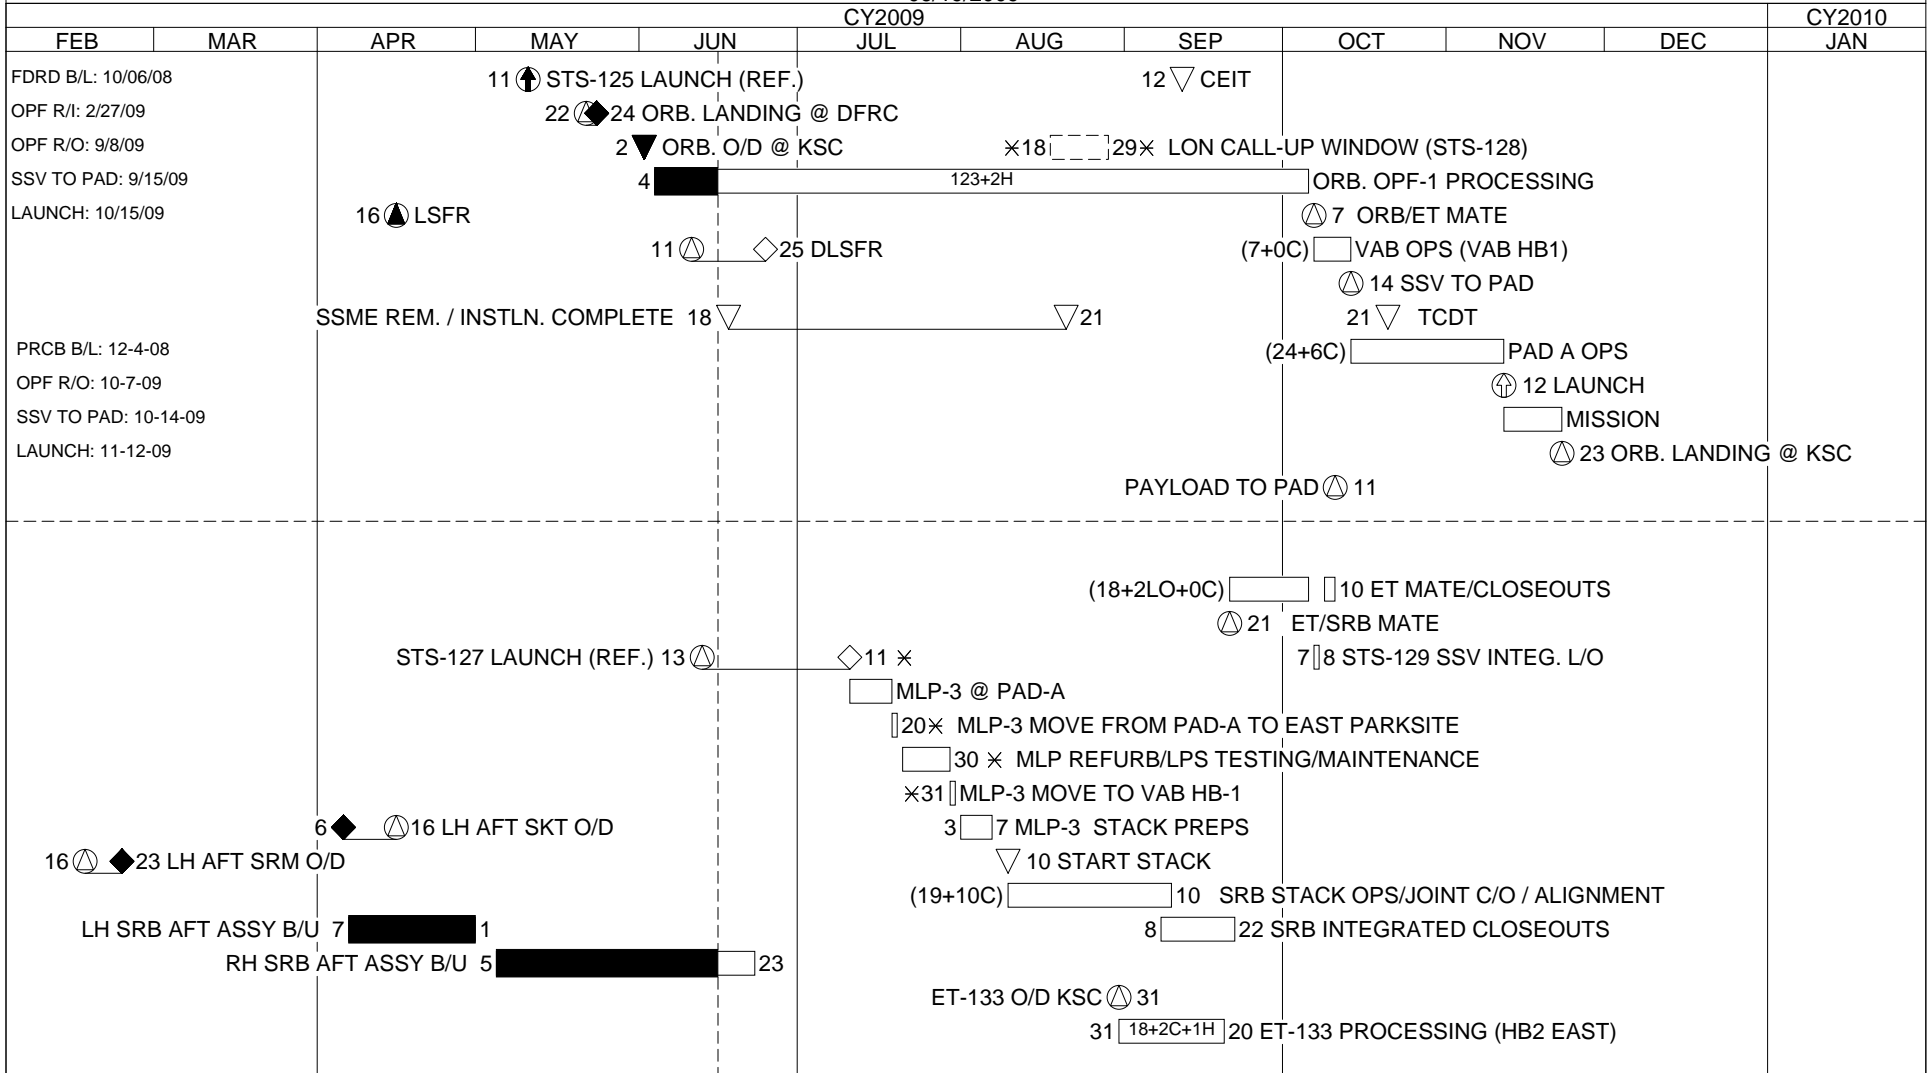 CY2009 CY2010
FEB MAR APR MAY JUN JUL AUG SEP OCT NOV DEC JAN
FDRD B/L: 10/06/08 11 STS-125 LAUNCH (REF.) 12 CEIT
OPF R/I: 2/27/09 22 24 ORB. LANDING @ DFRC
OPF R/O: 9/8/09 2 ORB. O/D @ KSC *18 29* LON CALL-UP WINDOW (STS-128)
SSV TO PAD: 9/15/09 4 123+2H ORB. OPF-1 PROCESSING
LAUNCH: 10/15/09 16 LSFR 7 ORB/ET MATE
11 25 DLSFR (7+0C) VAB OPS (VAB HB1)
14 SSV TO PAD
SSME REM. / INSTLN. COMPLETE 18 21 21 TCDT
PRCB B/L: 12-4-08 (24+6C) PAD A OPS
OPF R/O: 10-7-09 12 LAUNCH
SSV TO PAD: 10-14-09 MISSION
LAUNCH: 11-12-09 23 ORB. LANDING @ KSC
PAYLOAD TO PAD 11
(18+2LO+0C) 10 ET MATE/CLOSEOUTS
21 ET/SRB MATE
STS-127 LAUNCH (REF.) 13 11 * 7 8 STS-129 SSV INTEG. L/O
MLP-3 @ PAD-A
20* MLP-3 MOVE FROM PAD-A TO EAST PARKSITE
30 * MLP REFURB/LPS TESTING/MAINTENANCE
*31 MLP-3 MOVE TO VAB HB-1
6 16 LH AFT SKT O/D 3 7 MLP-3 STACK PREPS
16 23 LH AFT SRM O/D 10 START STACK
(19+10C) 10 SRB STACK OPS/JOINT C/O / ALIGNMENT
LH SRB AFT ASSY B/U 7 1 8 22 SRB INTEGRATED CLOSEOUTS
RH SRB AFT ASSY B/U 5 23
ET-133 O/D KSC 31
31 18+2C+1H 20 ET-133 PROCESSING (HB2 EAST)